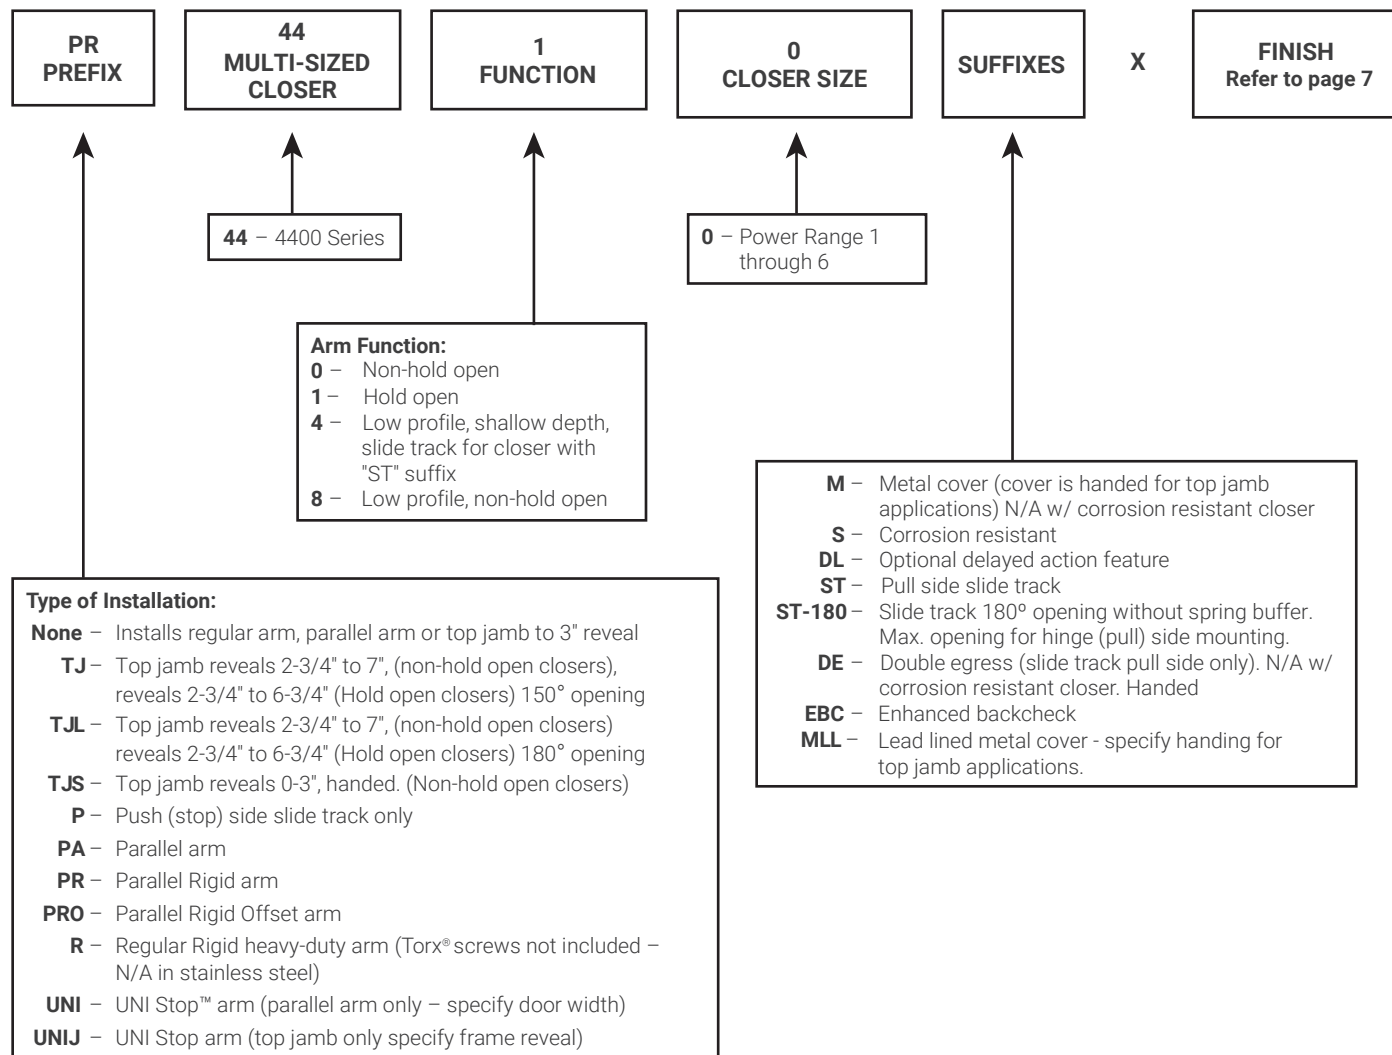 PR
PREFIX
44
MULTI-SIZED
CLOSER
1
FUNCTION
0
CLOSER SIZE
SUFFIXES
X
FINISH
Refer to page 7
44 – 4400 Series
0 – Power Range 1
through 6
Arm Function:
0 – Non-hold open
1 – Hold open
4 – Low profile, shallow depth,
slide track for closer with
"ST" suffix
8 – Low profile, non-hold open
M – Metal cover (cover is handed for top jamb
applications) N/A w/ corrosion resistant closer
S – Corrosion resistant
DL – Optional delayed action feature
ST – Pull side slide track
ST-180 – Slide track 180º opening without spring buffer.
Max. opening for hinge (pull) side mounting.
DE – Double egress (slide track pull side only). N/A w/
corrosion resistant closer. Handed
EBC – Enhanced backcheck
MLL – Lead lined metal cover - specify handing for
top jamb applications.
Type of Installation:
None – Installs regular arm, parallel arm or top jamb to 3" reveal
TJ – Top jamb reveals 2-3/4" to 7", (non-hold open closers),
reveals 2-3/4" to 6-3/4" (Hold open closers) 150° opening
TJL – Top jamb reveals 2-3/4" to 7", (non-hold open closers)
reveals 2-3/4" to 6-3/4" (Hold open closers) 180° opening
TJS – Top jamb reveals 0-3", handed. (Non-hold open closers)
P – Push (stop) side slide track only
PA – Parallel arm
PR – Parallel Rigid arm
PRO – Parallel Rigid Offset arm
R – Regular Rigid heavy-duty arm (Torx® screws not included –
N/A in stainless steel)
UNI – UNI Stop™ arm (parallel arm only – specify door width)
UNIJ – UNI Stop arm (top jamb only specify frame reveal)